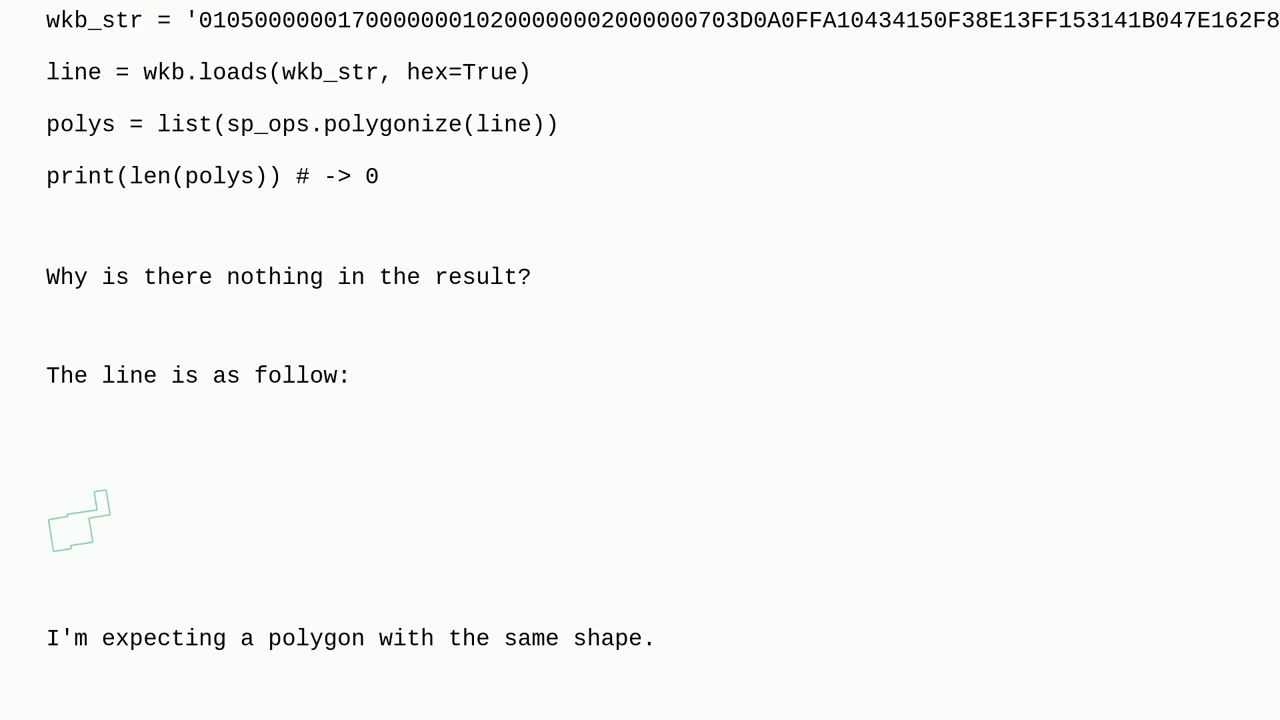 wkb_str = '010500000001700000000102000000002000000703D0A0FFA10434150F38E13FF153141B047E162F8
line = wkb.loads(wkb_str, hex=True)
polys = list(sp_ops.polygonize(line))
print(len(polys)) # -> 0
Why is there nothing in the result?
The line is as follow:
I'm expecting a polygon with the same shape.